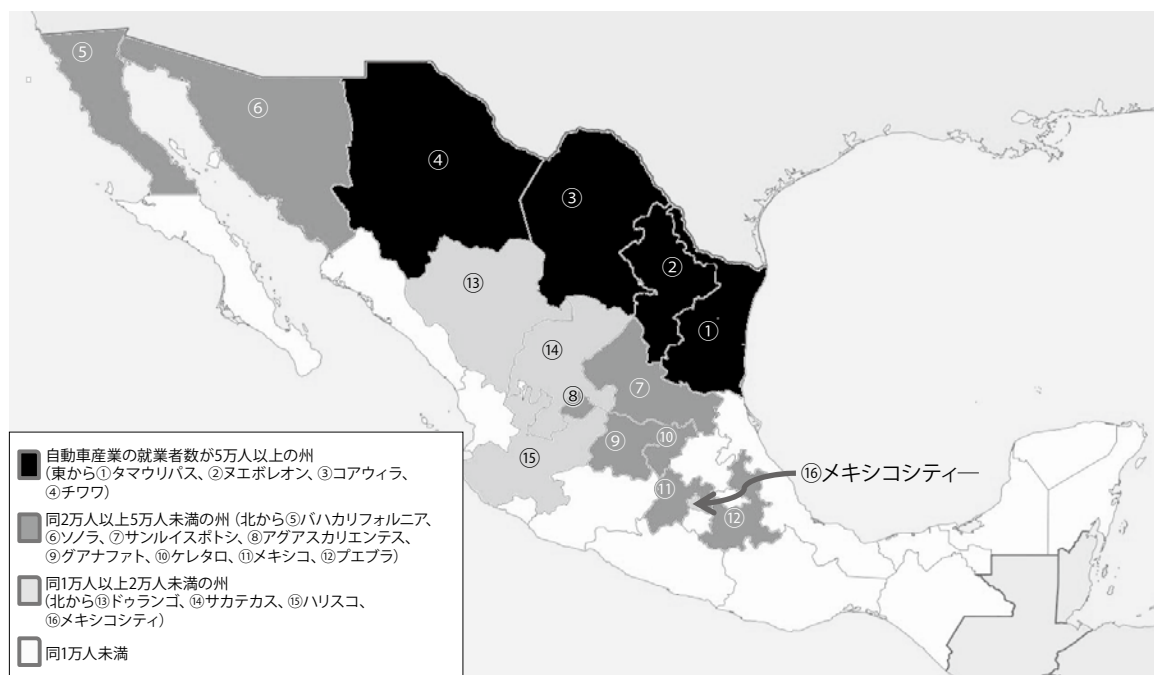 ⑤
⑥
④
③
②
①
⑬
⑭
⑦
⑧
⑨
⑩
⑮
⑪
⑫
⑯メキシコシティ―
自動車産業の就業者数が5万人以上の州
(東から①タマウリパス、②ヌエボレオン、③コアウィラ、
④チワワ)
同2万人以上5万人未満の州 (北から⑤バハカリフォルニア、
⑥ソノラ、⑦サンルイスポトシ、⑧アグアスカリエンテス、
⑨グアナファト、⑩ケレタロ、⑪メキシコ、⑫プエブラ)
同1万人以上2万人未満の州
(北から⑬ドゥランゴ、⑭サカテカス、⑮ハリスコ、
⑯メキシコシティ)
同1万人未満